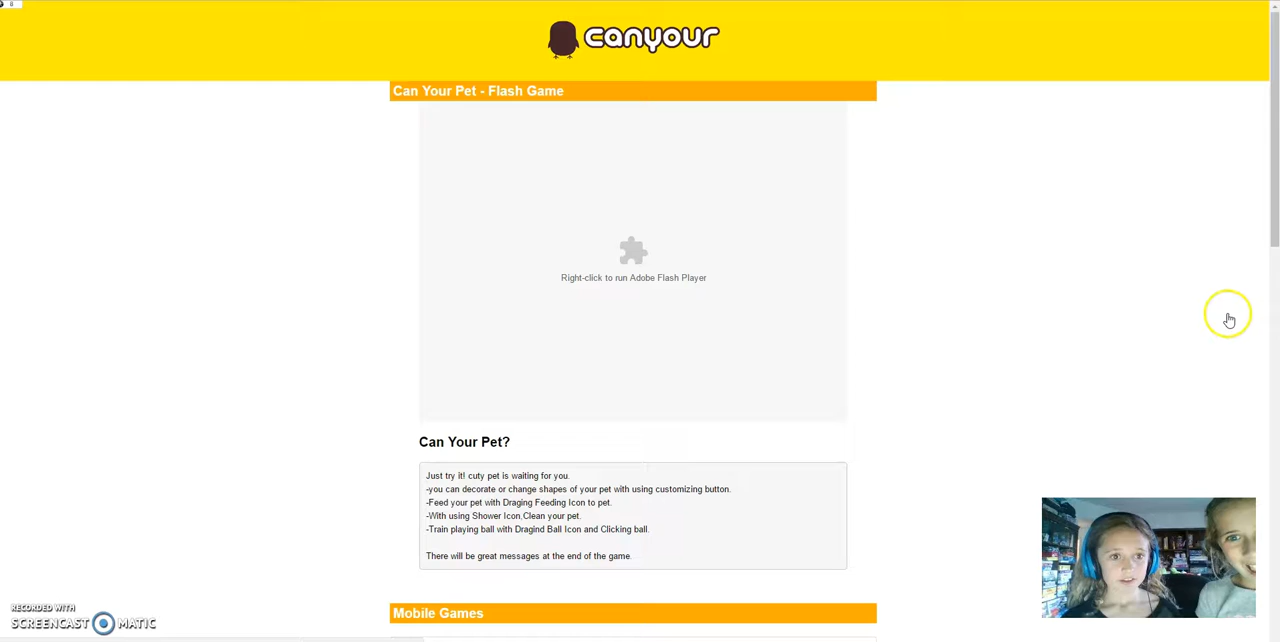 6
canyour
Can Your Pet - Flash Game
Right-click to run Adobe Flash Player
Can Your Pet?
Just try it! cuty pet is waiting for you.
-you can decorate or change shapes of your pet with using customizing button.
-Feed your pet with Draging Feeding Icon to pet.
-With using Shower Icon,Clean your pet.
-Train playing ball with Dragind Ball Icon and Clicking ball.
There will be great messages at the end of the game.
Mobile Games
RECORDED WITH
SCREENCAST MATIC